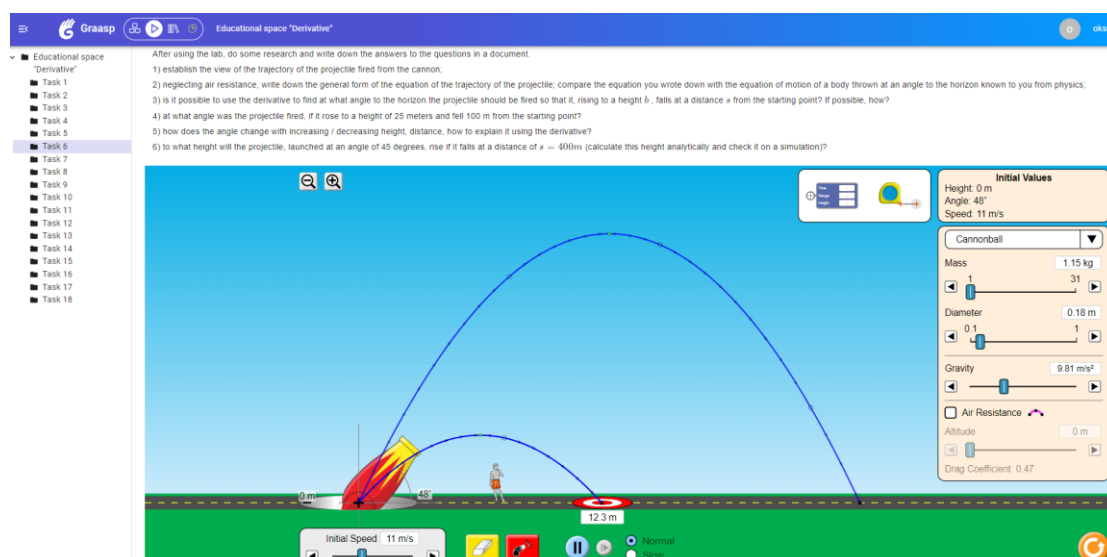 Graasp
Educational space "Derivative"
o
oks
Educational space
"Derivative"
Task 1
Task 2
Task 3
Task 4
Task 5
Task 6
Task 7
Task 8
Task 9
Task 10
Task 11
Task 12
Task 13
Task 14
Task 15
Task 16
Task 17
Task 18
After using the lab, do some research and write down the answers to the questions in a document.
1) establish the view of the trajectory of the projectile fired from the cannon;
2) neglecting air resistance, write down the general form of the equation of the trajectory of the projectile; compare the equation you wrote down with the equation of motion of a body thrown at an angle to the horizon known to you from physics;
3) is it possible to use the derivative to find at what angle to the horizon the projectile should be fired so that it, rising to a height b , falls at a distance s from the starting point? If possible, how?
4) at what angle was the projectile fired, if it rose to a height of 25 meters and fell 100 m from the starting point?
5) how does the angle change with increasing / decreasing height, distance, how to explain it using the derivative?
6) to what height will the projectile, launched at an angle of 45 degrees, rise if it falls at a distance of s = 400m (calculate this height analytically and check it on a simulation)?
Time
Range
Height
Initial Values
Height: 0 m
Angle: 48°
Speed: 11 m/s
Cannonball
Mass
1.15 kg
1
31
Diameter
0.18 m
0.1
1
Gravity
9.81 m/s²
Air Resistance
Altitude
0 m
Drag Coefficient: 0.47
0 m
48°
12.3 m
Initial Speed
11 m/s
Normal
Slow